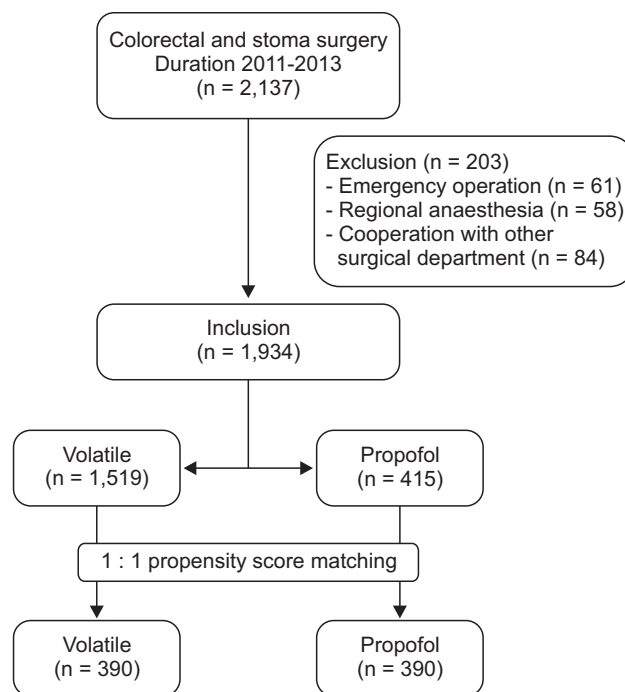 Colorectal and stoma surgery
Duration 2011-2013
(n = 2,137)
Exclusion (n = 203)
- Emergency operation (n = 61)
- Regional anaesthesia (n = 58)
- Cooperation with other
surgical department (n = 84)
Inclusion
(n = 1,934)
Volatile
(n = 1,519)
Propofol
(n = 415)
1 : 1 propensity score matching
Volatile
(n = 390)
Propofol
(n = 390)